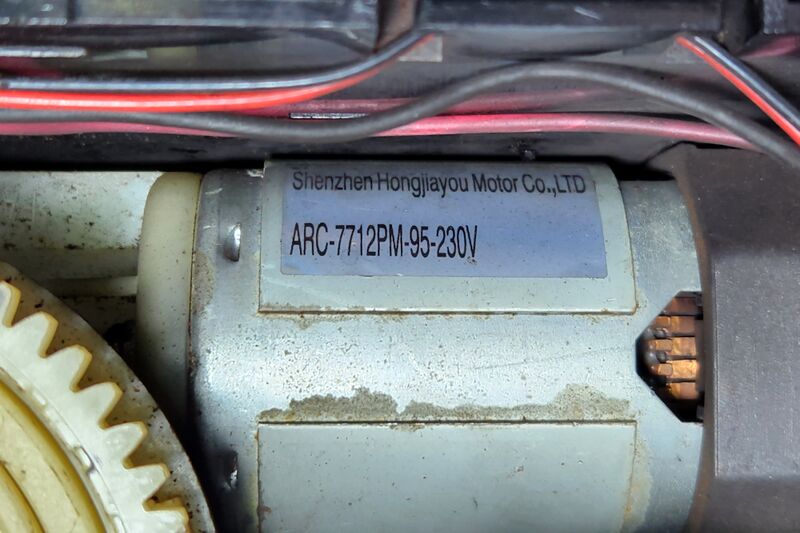 Shenzhen Hongjiayou Motor Co.,LTD
ARC-7712PM-95-230V